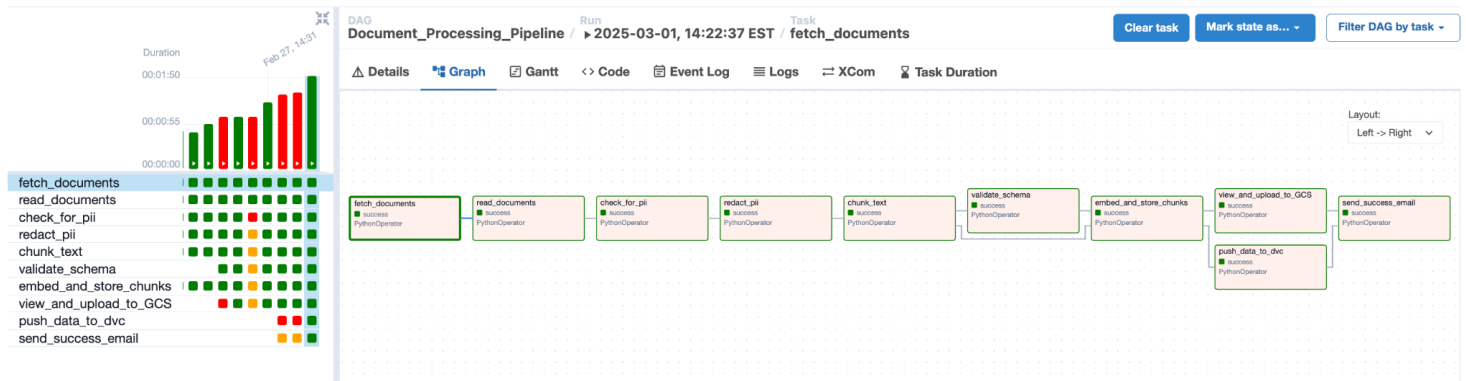 Duration
Feb 27, 14:31
00:01:50
00:00:55
00:00:00
fetch_documents
read_documents
check_for_pii
redact_pii
chunk_text
validate_schema
embed_and_store_chunks
view_and_upload_to_GCS
push_data_to_dvc
send_success_email
DAG
Document_Processing_Pipeline /
Run
2025-03-01, 14:22:37 EST /
Task
fetch_documents
Clear task
Mark state as...
Filter DAG by task
Details
Graph
Gantt
Code
Event Log
Logs
XCom
Task Duration
Layout:
Left -> Right
fetch_documents
success
PythonOperator
read_documents
success
PythonOperator
check_for_pii
success
PythonOperator
redact_pii
success
PythonOperator
chunk_text
success
PythonOperator
validate_schema
success
PythonOperator
embed_and_store_chunks
success
PythonOperator
view_and_upload_to_GCS
success
PythonOperator
push_data_to_dvc
success
PythonOperator
send_success_email
success
PythonOperator